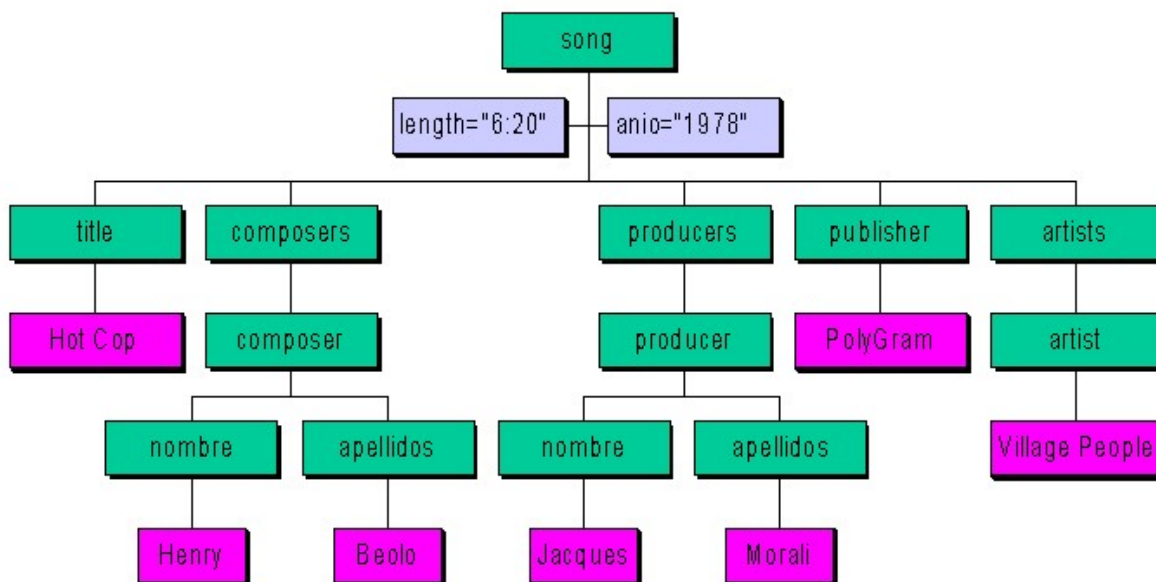 song
length="6:20"
anio="1978"
title
composers
producers
publisher
artists
Hot Cop
composer
producer
PolyGram
artist
nombre
apellidos
nombre
apellidos
Village People
Henry
Beolo
Jacques
Morali